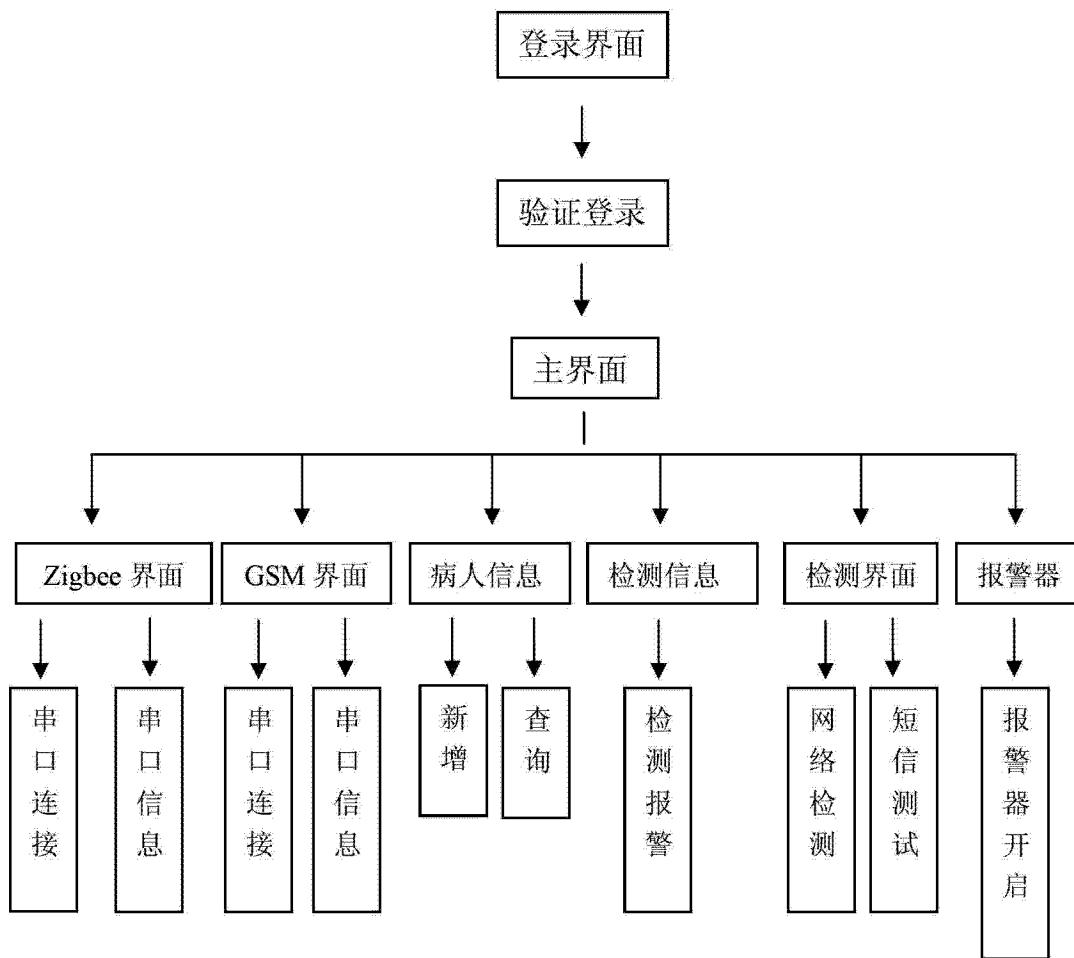 登录界面
验证登录
主界面
Zigbee 界面
GSM 界面
病人信息
检测信息
检测界面
报警器
串口连接
串口信息
串口连接
串口信息
新增
查询
检测报警
网络检测
短信测试
报警器开启